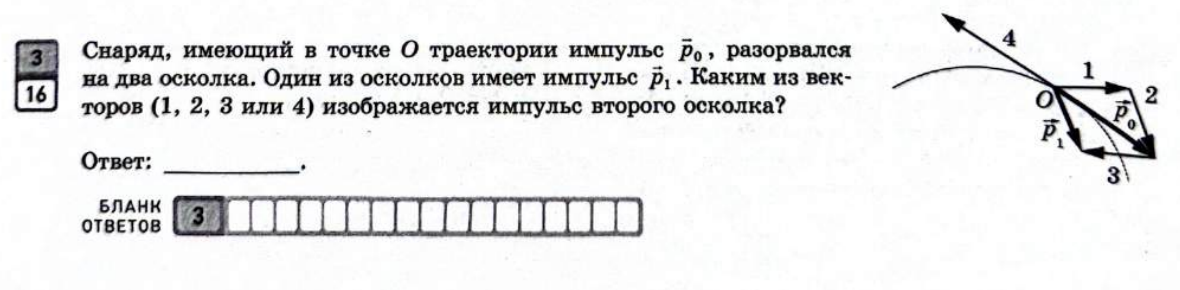 3
16
Снаряд, имеющий в точке O траектории импульс p⃗₀, разорвался
на два осколка. Один из осколков имеет импульс p⃗₁. Каким из век-
торов (1, 2, 3 или 4) изображается импульс второго осколка?
Ответ: ____________.
БЛАНК
ОТВЕТОВ
3
4
1
2
O
p⃗₀
p⃗₁
3